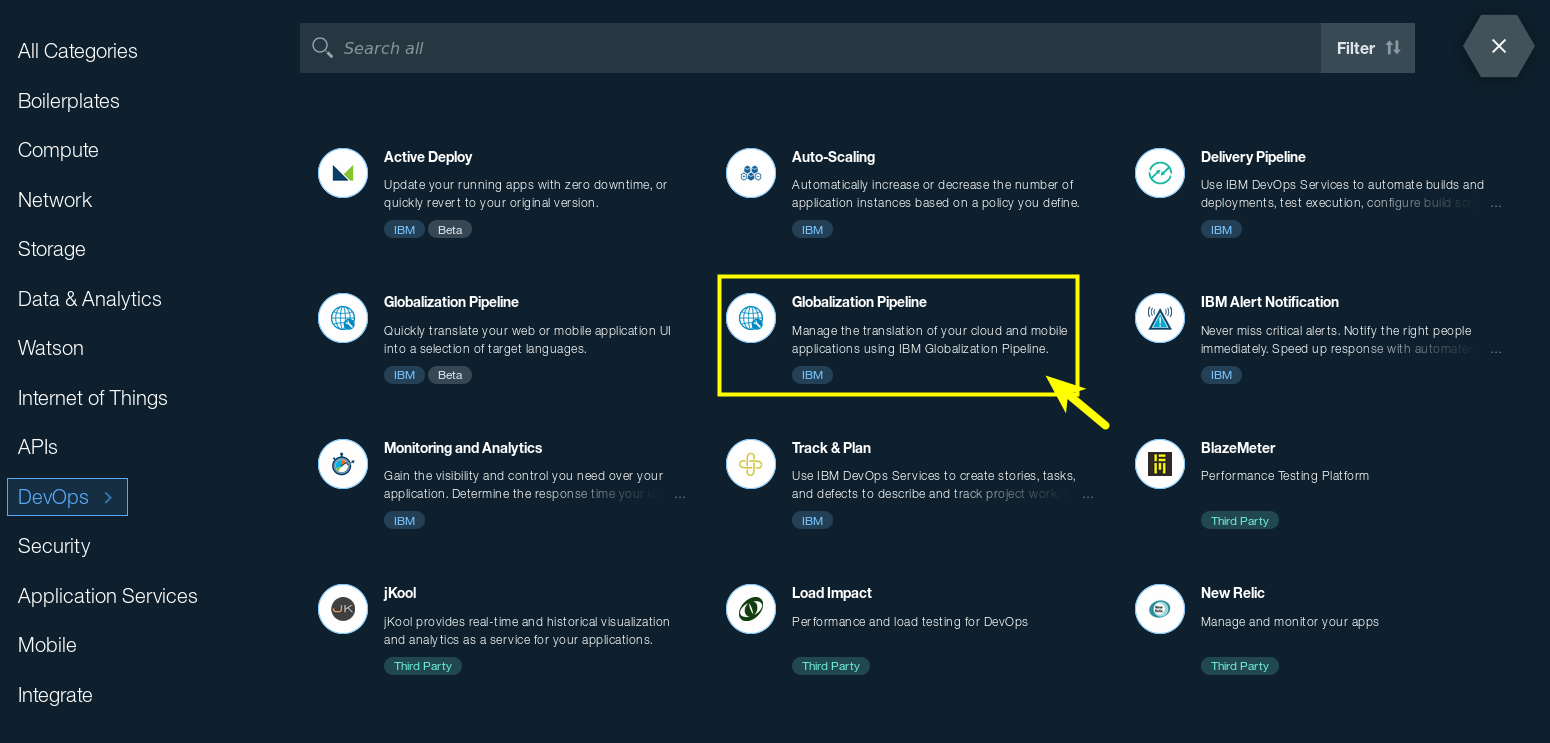 All Categories
Boilerplates
Compute
Network
Storage
Data & Analytics
Watson
Internet of Things
APIs
DevOps
Security
Application Services
Mobile
Integrate
Search all
Filter
Active Deploy
Update your running apps with zero downtime, or
quickly revert to your original version.
IBM Beta
Auto-Scaling
Automatically increase or decrease the number of
application instances based on a policy you define.
IBM
Delivery Pipeline
Use IBM DevOps Services to automate builds and
deployments, test execution, configure build ...
IBM
Globalization Pipeline
Quickly translate your web or mobile application UI
into a selection of target languages.
IBM Beta
Globalization Pipeline
Manage the translation of your cloud and mobile
applications using IBM Globalization Pipeline.
IBM
IBM Alert Notification
Never miss critical alerts. Notify the right people
immediately. Speed up response with automated ...
IBM
Monitoring and Analytics
Gain the visibility and control you need over your
application. Determine the response time your ...
IBM
Track & Plan
Use IBM DevOps Services to create stories, tasks,
and defects to describe and track project work, ...
IBM
BlazeMeter
Performance Testing Platform
Third Party
JK
jKool
jKool provides real-time and historical visualization
and analytics as a service for your applications.
Third Party
Load Impact
Performance and load testing for DevOps
Third Party
New Relic
New Relic
Manage and monitor your apps
Third Party